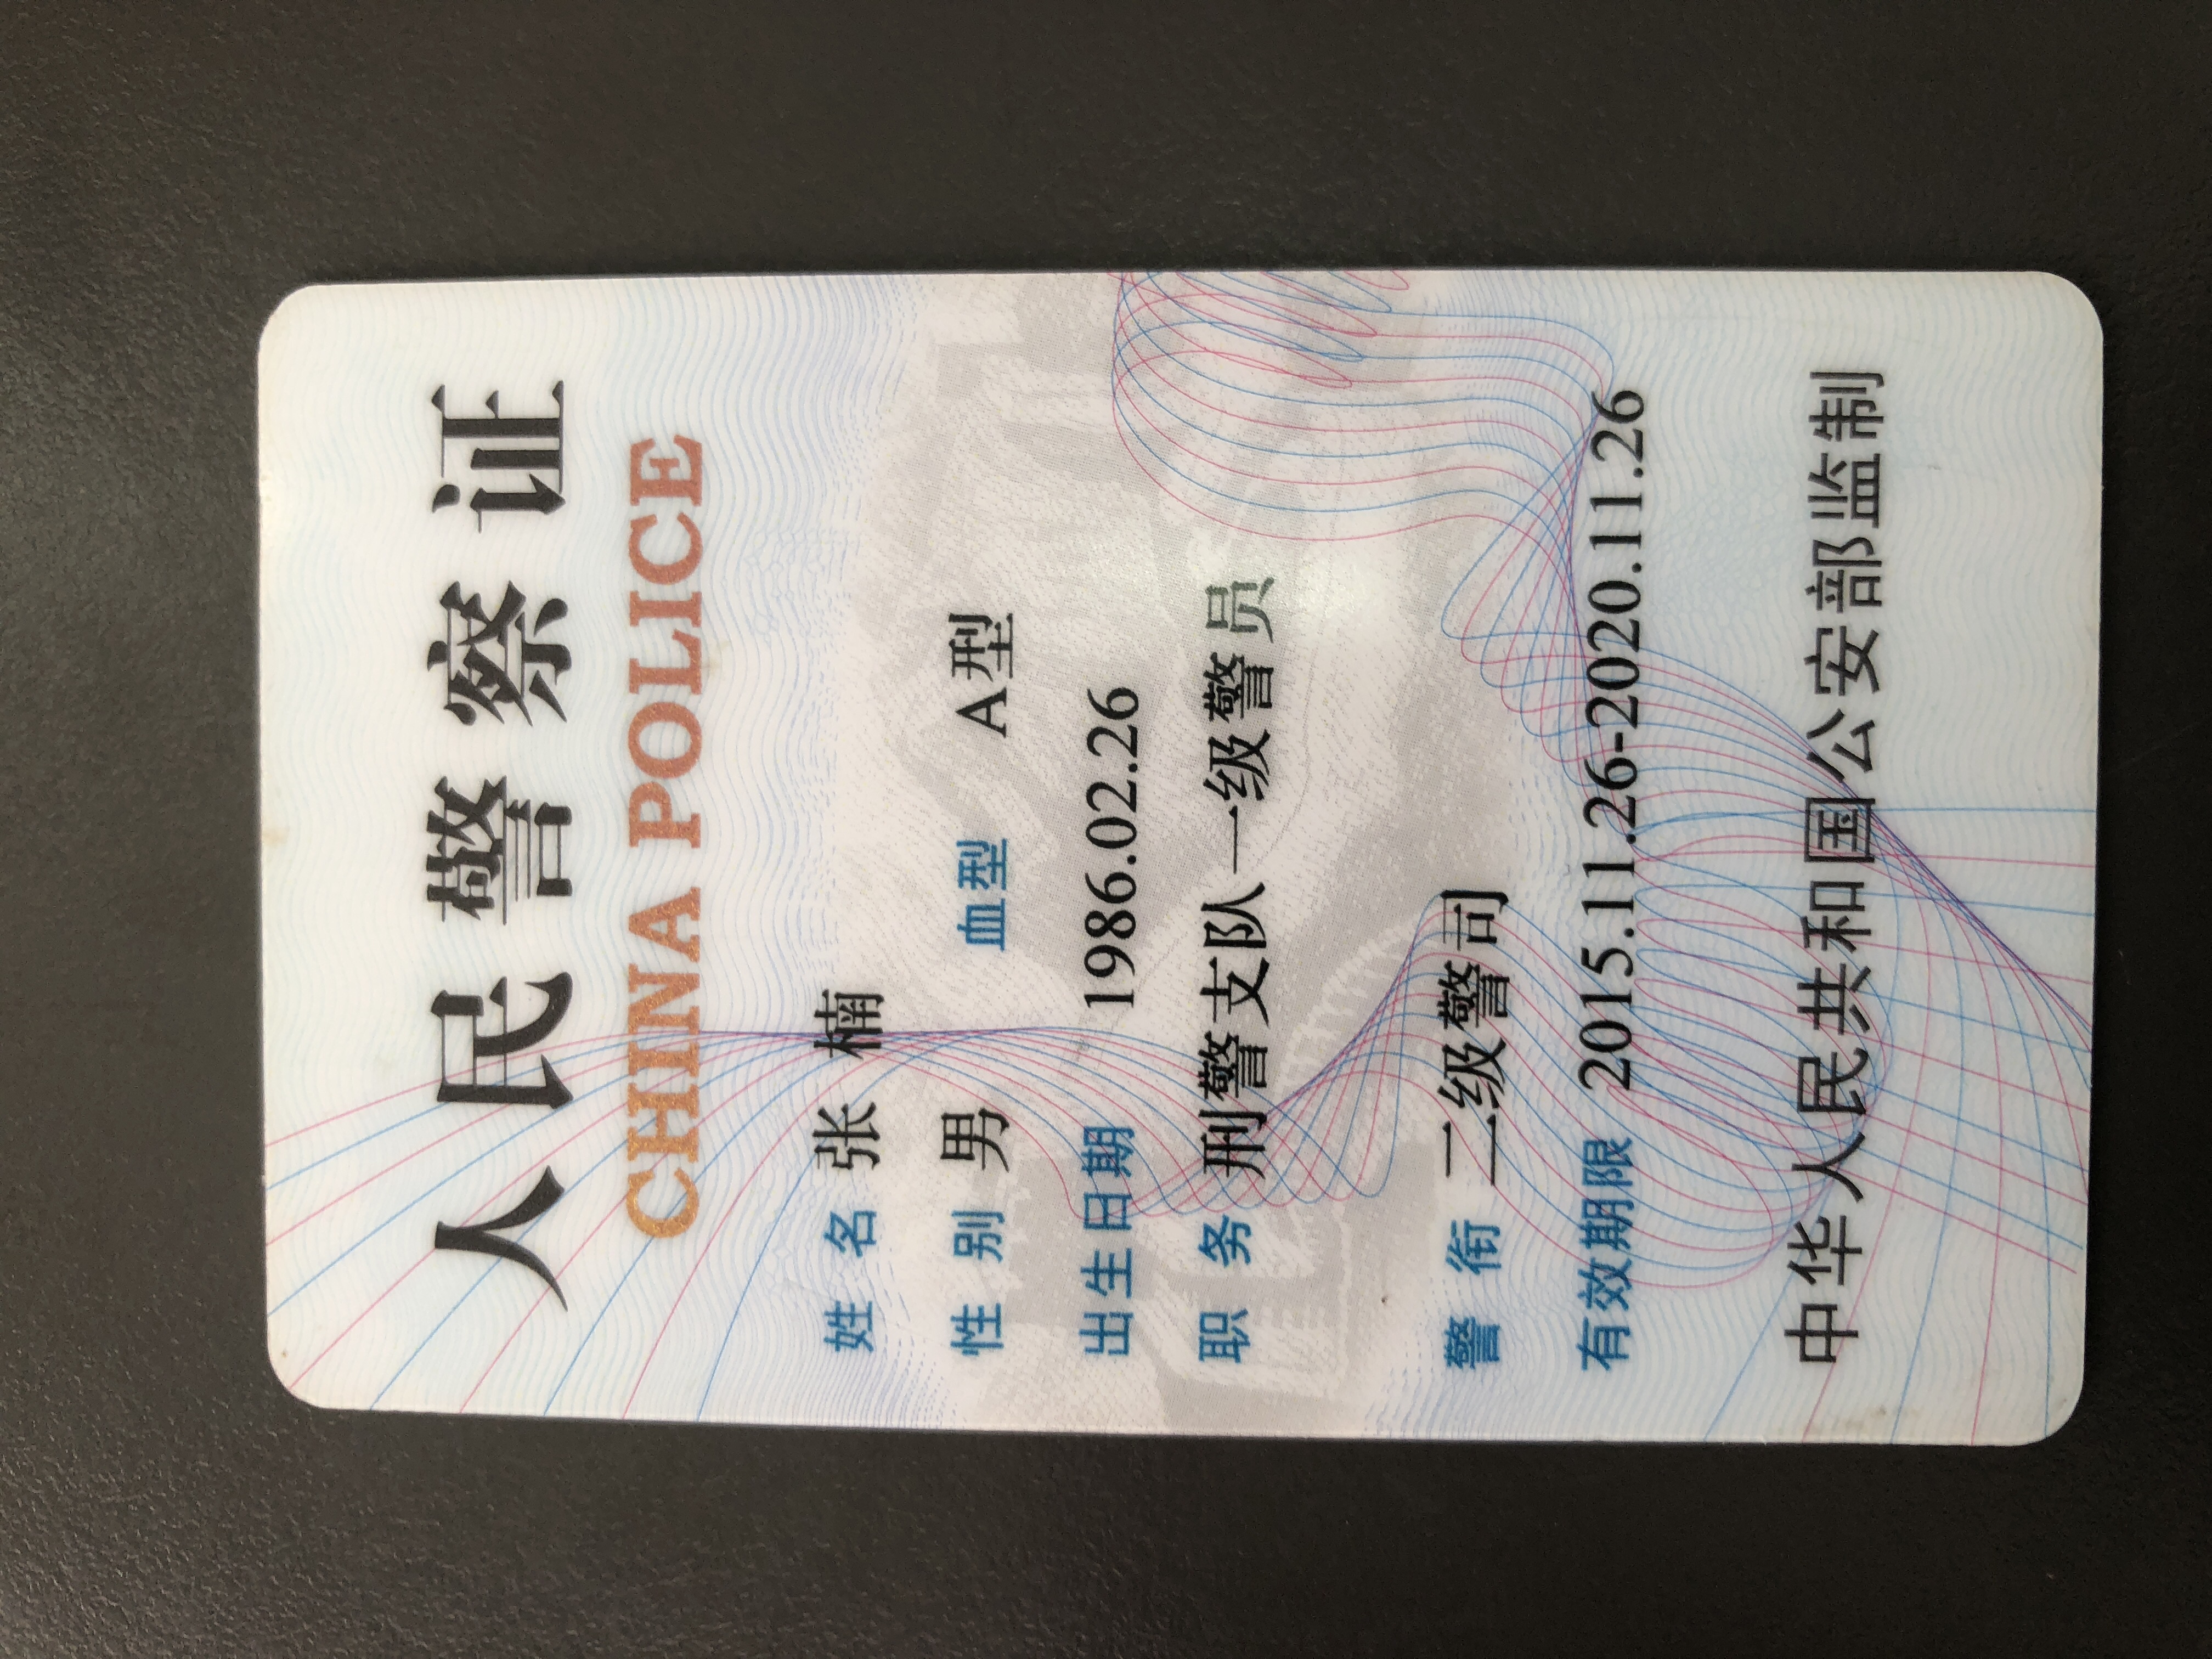 人民警察证
CHINA POLICE
姓 名 张 楠
性 别 男 血型 A型
出生日期 1986.02.26
职 务 刑警支队一级警员
警 衔 二级警司
有效期限 2015.11.26-2020.11.26
中华人民共和国公安部监制